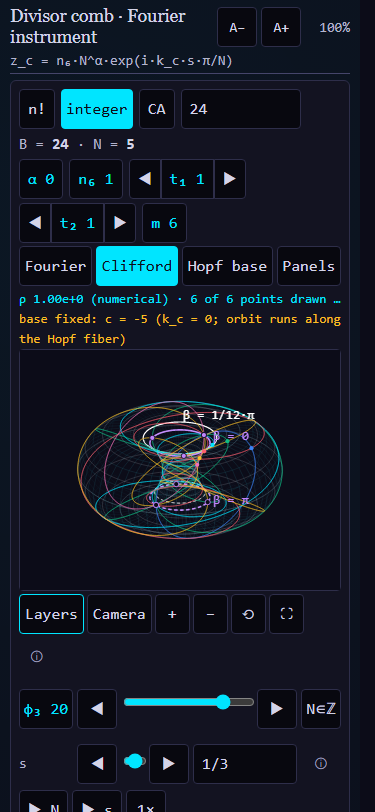 Divisor comb · Fourier instrument
A− A+ 100%
z_c = n₆·N^α·exp(i·k_c·s·π/N)
n! integer CA 24
B = 24 · N = 5
α 0 n₆ 1 ◀ t₁ 1 ▶
◀ t₂ 1 ▶ m 6
Fourier Clifford Hopf base Panels
ρ 1.00e+0 (numerical) · 6 of 6 points drawn …
base fixed: c = -5 (k_c = 0; orbit runs along
the Hopf fiber)
β = 1/12·π
β = 0
β = π
Layers Camera + − ⟲ ⛶
ⓘ
ϕ₃ 20 ◀ ▶ N∈ℤ
s ◀ ▶ 1/3 ⓘ
▶ N ▶ s 1x